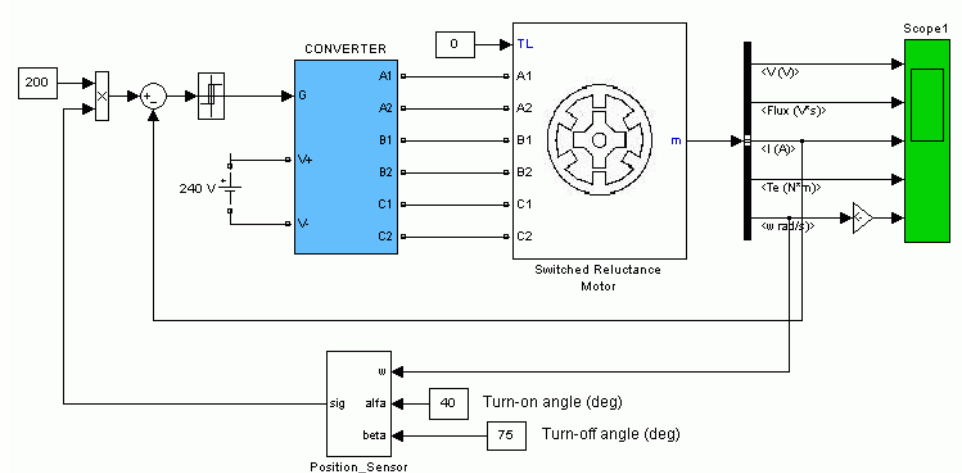 Scope1
CONVERTER
0
TL
200
×
+
-
G
A1
A2
B1
B2
C1
C2
V+
V-
240 V
+
A1
A2
B1
B2
C1
C2
m
<V (V)>
<Flux (V*s)>
<I (A)>
<Te (N*m)>
<w rad/s)>
Switched Reluctance
Motor
w
sig
alfa
beta
40
Turn-on angle (deg)
75
Turn-off angle (deg)
Position_Sensor